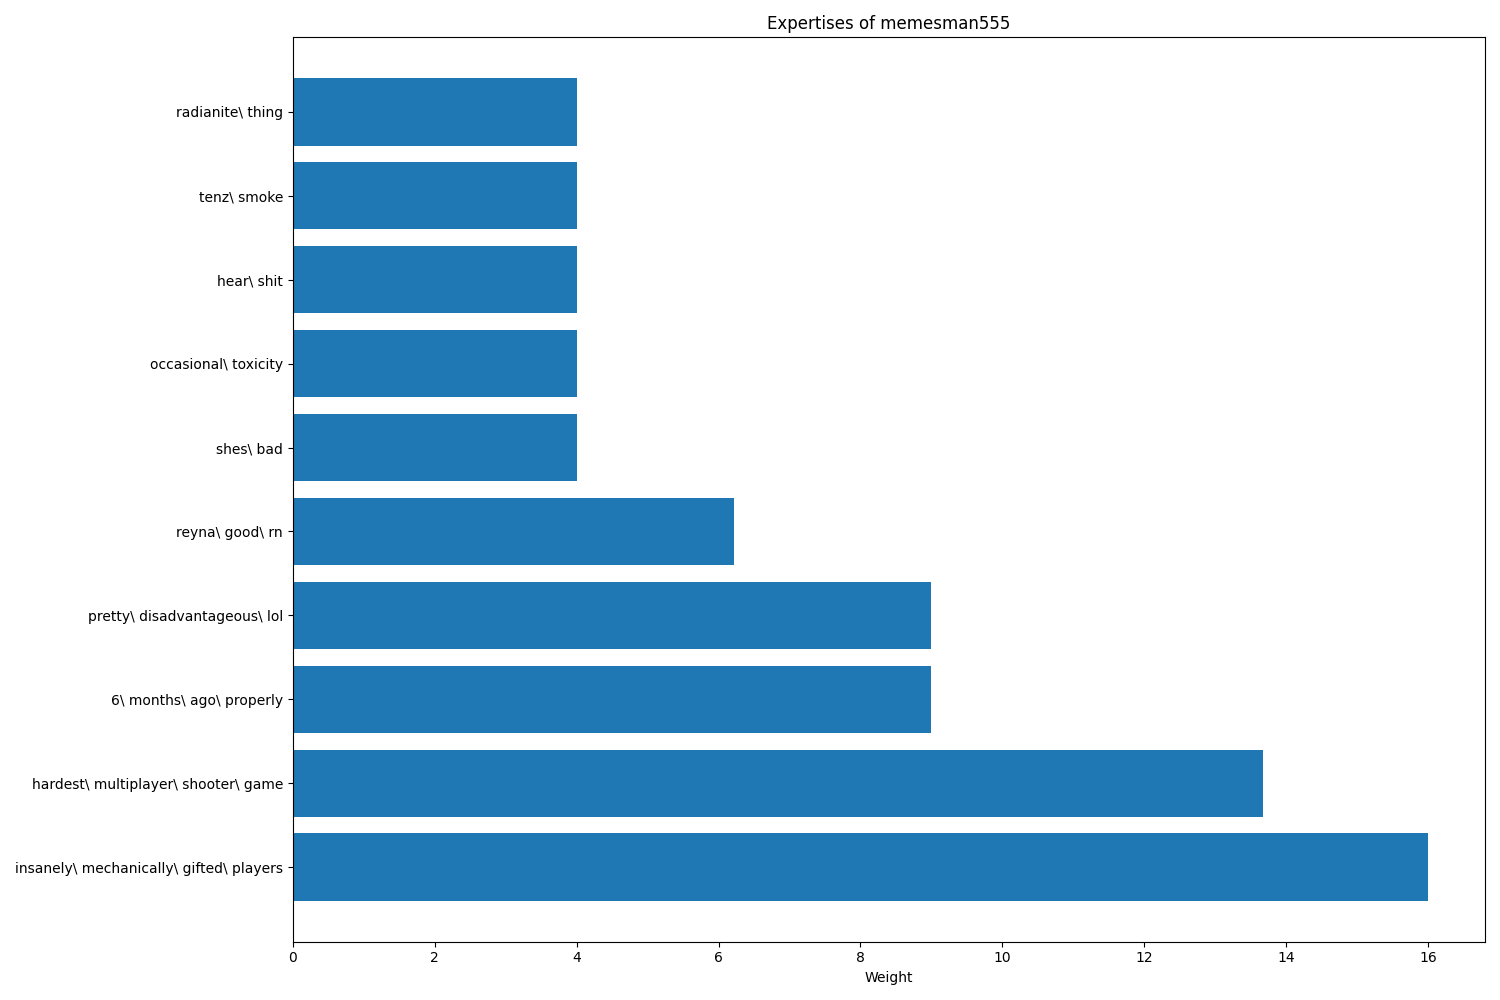 Expertises of memesman555
radianite\ thing
tenz\ smoke
hear\ shit
occasional\ toxicity
shes\ bad
reyna\ good\ rn
pretty\ disadvantageous\ lol
6\ months\ ago\ properly
hardest\ multiplayer\ shooter\ game
insanely\ mechanically\ gifted\ players
0 2 4 6 8 10 12 14 16
Weight